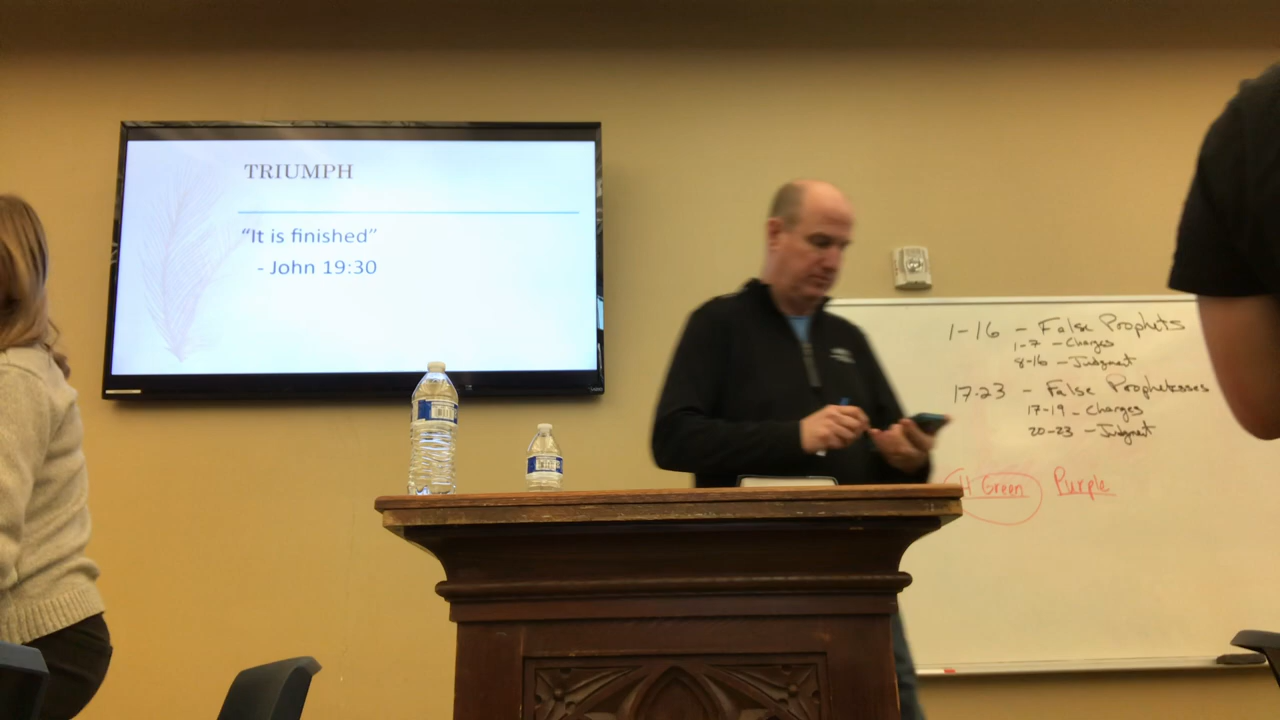 TRIUMPH
“It is finished”
- John 19:30
1-16 - False Prophets
1-7 - Charges
8-16 - Judgment
17-23 - False Prophetesses
17-19 - Charges
20-23 - Judgment
H Green Purple